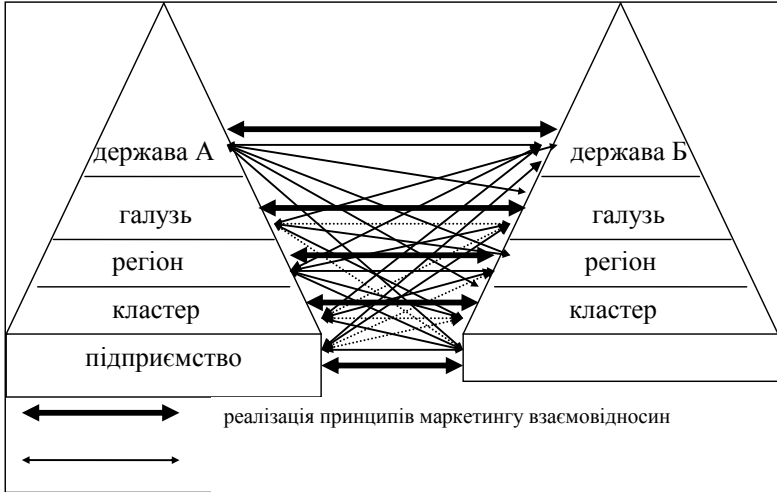 держава А держава Б
галузь галузь
регіон регіон
кластер кластер
підприємство
реалізація принципів маркетингу взаємовідносин